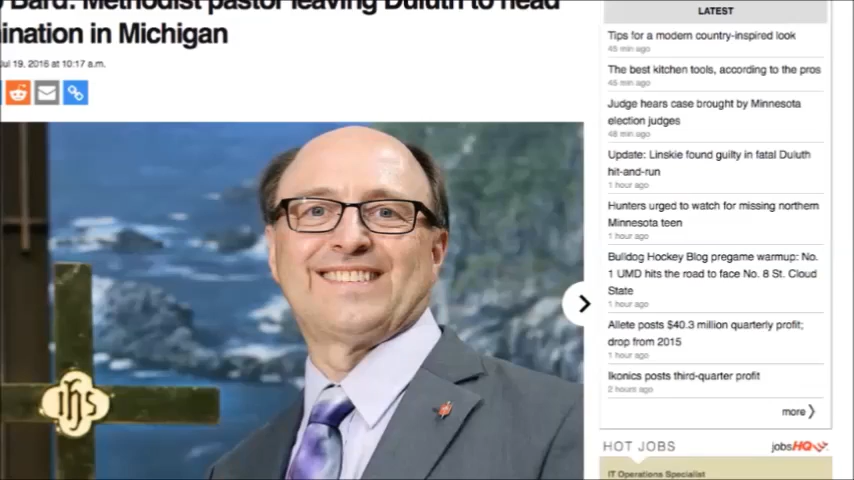 Bard: Methodist pastor leaving Duluth to head
ination in Michigan
Jul 19, 2016 at 10:17 a.m.
LATEST
Tips for a modern country-inspired look
45 min ago
The best kitchen tools, according to the pros
45 min ago
Judge hears case brought by Minnesota
election judges
48 min ago
Update: Linskie found guilty in fatal Duluth
hit-and-run
1 hour ago
Hunters urged to watch for missing northern
Minnesota teen
1 hour ago
Bulldog Hockey Blog pregame warmup: No.
1 UMD hits the road to face No. 8 St. Cloud
State
1 hour ago
Allete posts $40.3 million quarterly profit;
drop from 2015
1 hour ago
Ikonics posts third-quarter profit
2 hours ago
more
HOT JOBS
jobsHQ
IT Operations Specialist
IHS